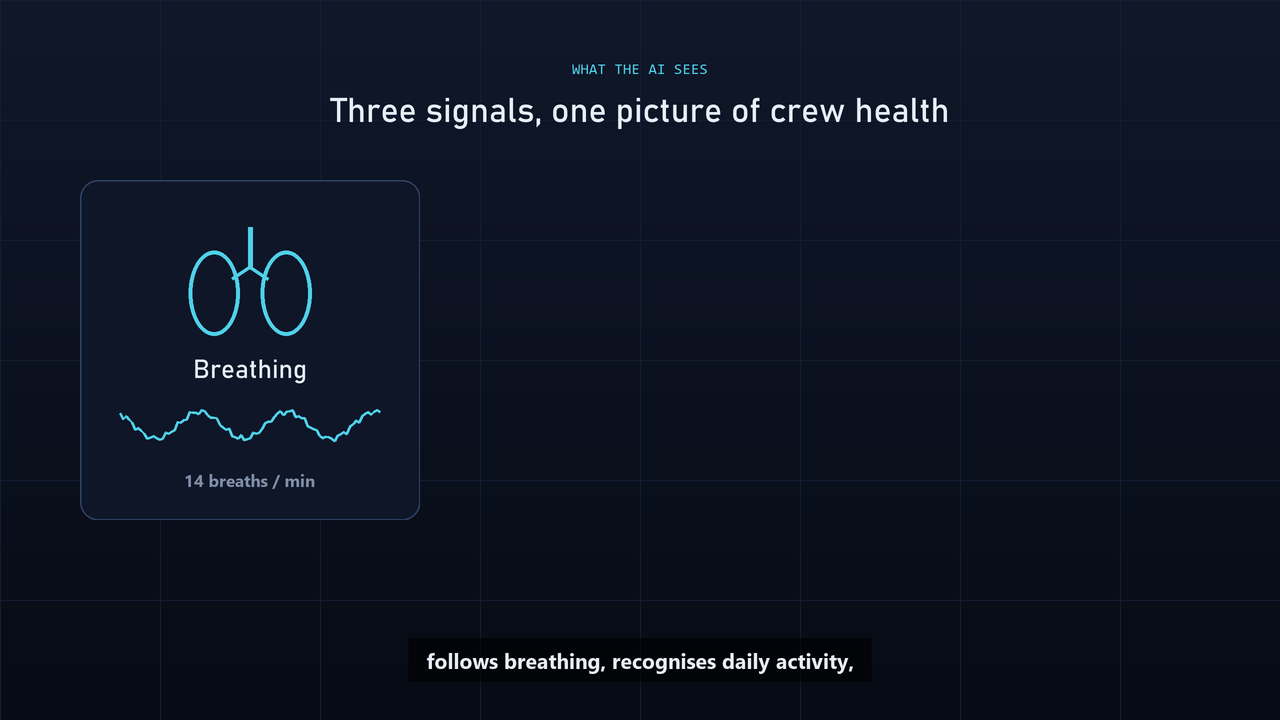 WHAT THE AI SEES
Three signals, one picture of crew health
Breathing
14 breaths / min
follows breathing, recognises daily activity,